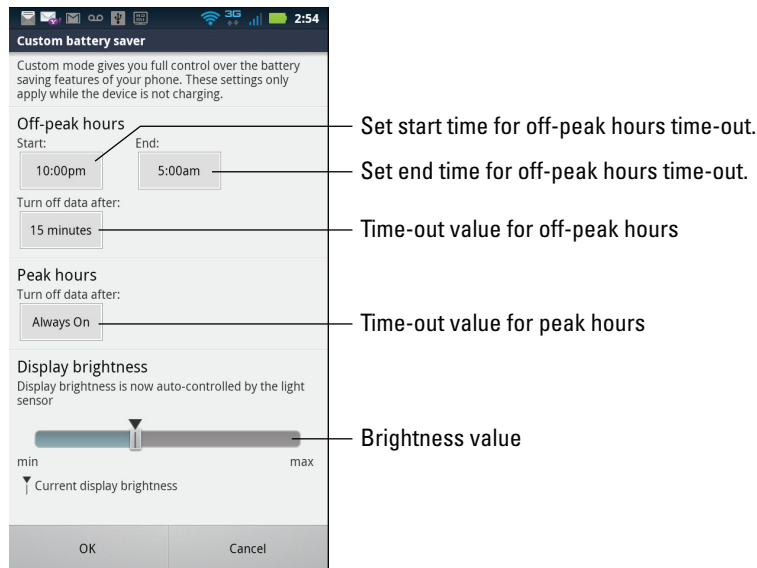 3G 2:54
Custom battery saver
Custom mode gives you full control over the battery
saving features of your phone. These settings only
apply while the device is not charging.
Off-peak hours
Start: End:
10:00pm 5:00am
Turn off data after:
15 minutes
Peak hours
Turn off data after:
Always On
Display brightness
Display brightness is now auto-controlled by the light
sensor
min max
Current display brightness
OK Cancel
Set start time for off-peak hours time-out.
Set end time for off-peak hours time-out.
Time-out value for off-peak hours
Time-out value for peak hours
Brightness value